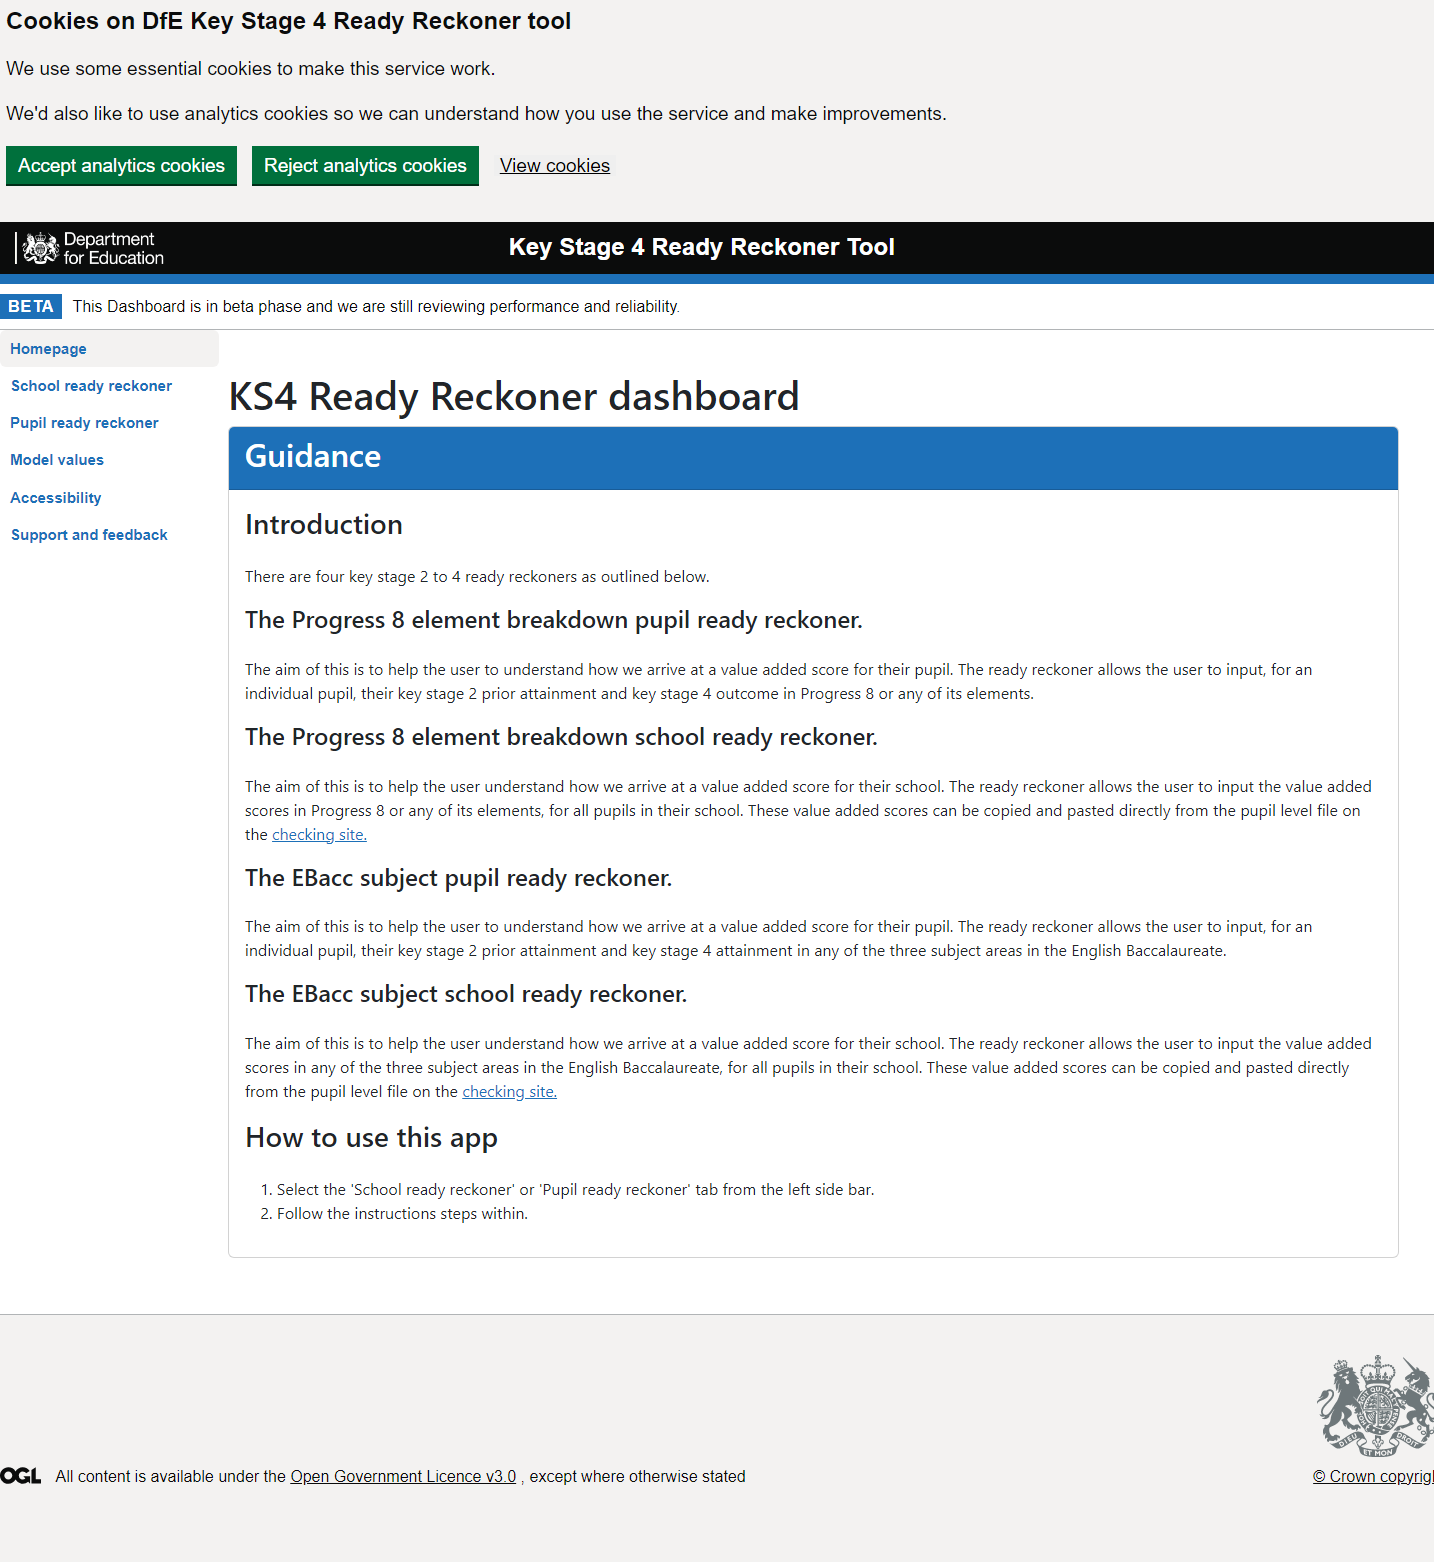 Cookies on DfE Key Stage 4 Ready Reckoner tool
We use some essential cookies to make this service work.
We'd also like to use analytics cookies so we can understand how you use the service and make improvements.
Accept analytics cookies Reject analytics cookies View cookies
Department
for Education
Key Stage 4 Ready Reckoner Tool
BETA This Dashboard is in beta phase and we are still reviewing performance and reliability.
Homepage
School ready reckoner
Pupil ready reckoner
Model values
Accessibility
Support and feedback
KS4 Ready Reckoner dashboard
Guidance
Introduction
There are four key stage 2 to 4 ready reckoners as outlined below.
The Progress 8 element breakdown pupil ready reckoner.
The aim of this is to help the user to understand how we arrive at a value added score for their pupil. The ready reckoner allows the user to input, for an
individual pupil, their key stage 2 prior attainment and key stage 4 outcome in Progress 8 or any of its elements.
The Progress 8 element breakdown school ready reckoner.
The aim of this is to help the user understand how we arrive at a value added score for their school. The ready reckoner allows the user to input the value added
scores in Progress 8 or any of its elements, for all pupils in their school. These value added scores can be copied and pasted directly from the pupil level file on
the checking site.
The EBacc subject pupil ready reckoner.
The aim of this is to help the user to understand how we arrive at a value added score for their pupil. The ready reckoner allows the user to input, for an
individual pupil, their key stage 2 prior attainment and key stage 4 attainment in any of the three subject areas in the English Baccalaureate.
The EBacc subject school ready reckoner.
The aim of this is to help the user understand how we arrive at a value added score for their school. The ready reckoner allows the user to input the value added
scores in any of the three subject areas in the English Baccalaureate, for all pupils in their school. These value added scores can be copied and pasted directly
from the pupil level file on the checking site.
How to use this app
1. Select the 'School ready reckoner' or 'Pupil ready reckoner' tab from the left side bar.
2. Follow the instructions steps within.
DIEU ET MON DROIT
OGL All content is available under the Open Government Licence v3.0 , except where otherwise stated
© Crown copyrig